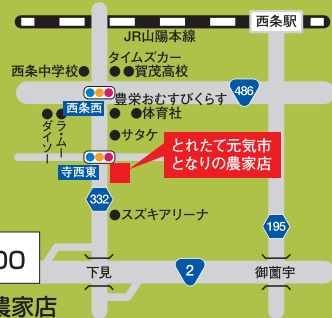 西条駅
JR山陽本線
タイムズカー
西条中学校
賀茂高校
486
西条西
豊栄おむすびくらす
体育社
ラ・ムー
ダイソー
サタケ
とれたて元気市
となりの農家店
寺西東
332
スズキアリーナ
195
00
下見
2
御薗宇
農家店